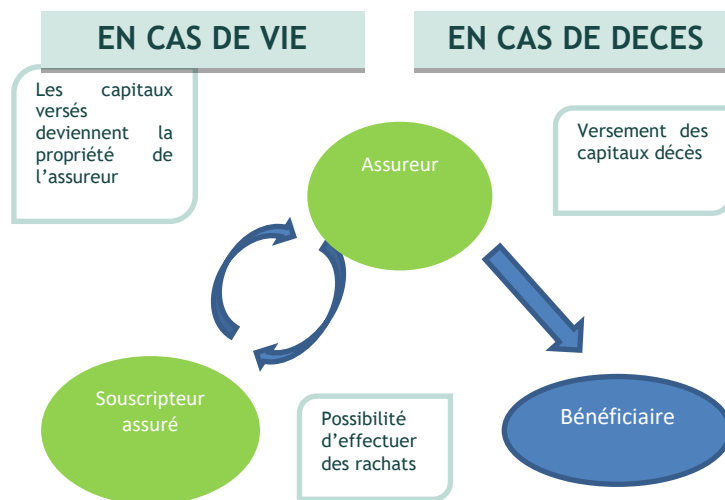 EN CAS DE VIE
EN CAS DE DECES
Les capitaux
versés
deviennent la
propriété de
l’assureur
Assureur
Versement des
capitaux décès
Souscripteur
assuré
Possibilité
d’effectuer
des rachats
Bénéficiaire